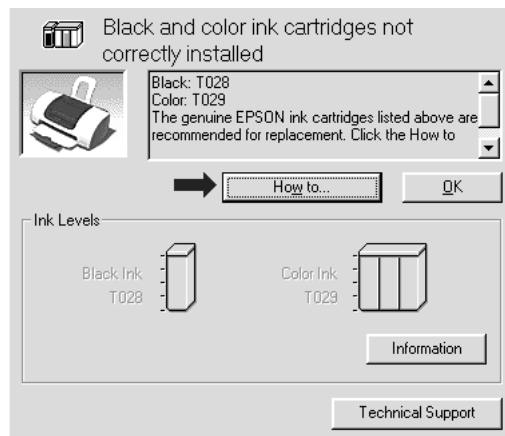 Black and color ink cartridges not
correctly installed
Black: T028
Color: T029
The genuine EPSON ink cartridges listed above are
recommended for replacement. Click the How to
How to...
OK
Ink Levels
Black Ink
T028
Color Ink
T029
Information
Technical Support